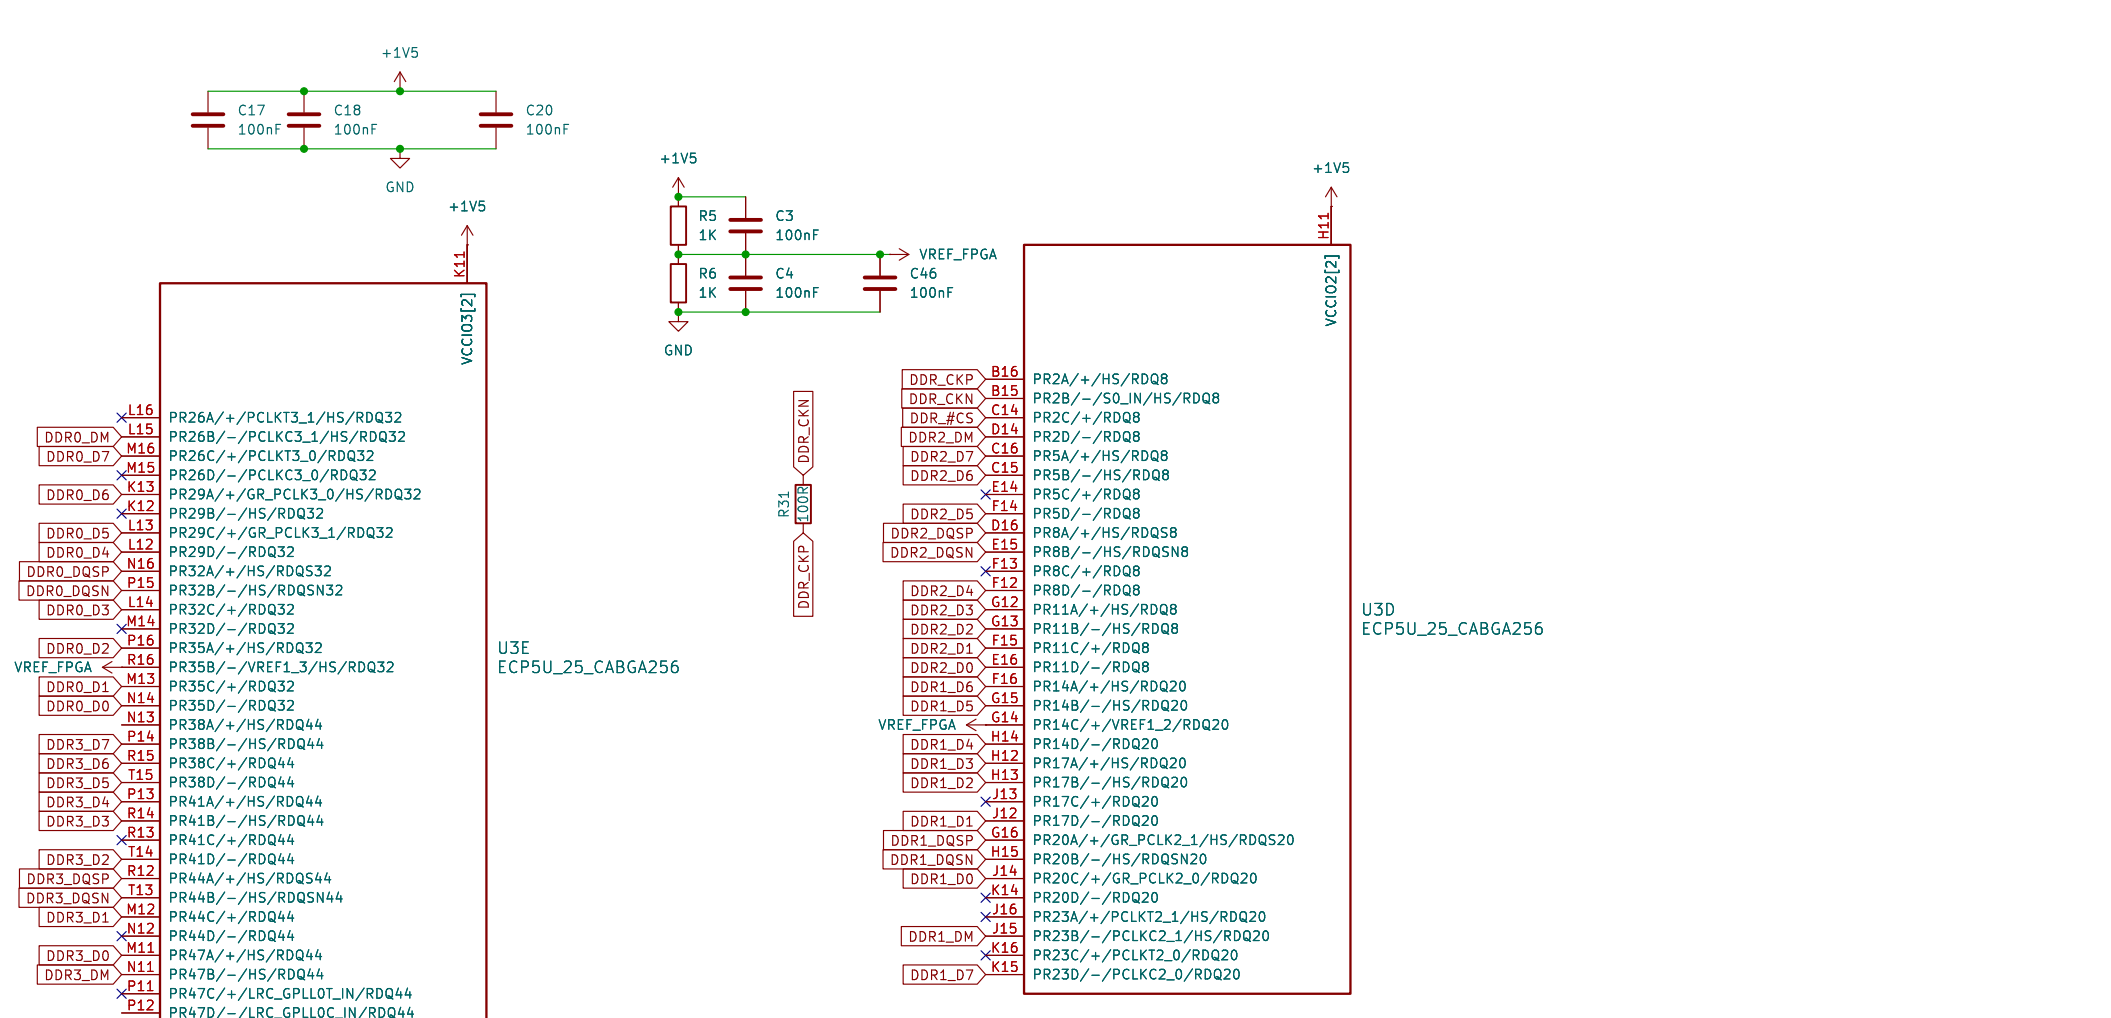 +1V5
C17
100nF
C18
100nF
C20
100nF
GND
+1V5
K11
VCCIO3[2]
L16 PR26A/+/PCLKT3_1/HS/RDQ32
DDR0_DM L15 PR26B/-/PCLKC3_1/HS/RDQ32
DDR0_D7 M16 PR26C/+/PCLKT3_0/RDQ32
M15 PR26D/-/PCLKC3_0/RDQ32
DDR0_D6 K13 PR29A/+/GR_PCLK3_0/HS/RDQ32
K12 PR29B/-/HS/RDQ32
DDR0_D5 L13 PR29C/+/GR_PCLK3_1/RDQ32
DDR0_D4 L12 PR29D/-/RDQ32
DDR0_DQSP N16 PR32A/+/HS/RDQS32
DDR0_DQSN P15 PR32B/-/HS/RDQSN32
DDR0_D3 L14 PR32C/+/RDQ32
M14 PR32D/-/RDQ32
DDR0_D2 P16 PR35A/+/HS/RDQ32
VREF_FPGA R16 PR35B/-/VREF1_3/HS/RDQ32
DDR0_D1 M13 PR35C/+/RDQ32
DDR0_D0 N14 PR35D/-/RDQ32
N13 PR38A/+/HS/RDQ44
DDR3_D7 P14 PR38B/-/HS/RDQ44
DDR3_D6 R15 PR38C/+/RDQ44
DDR3_D5 T15 PR38D/-/RDQ44
DDR3_D4 P13 PR41A/+/HS/RDQ44
DDR3_D3 R14 PR41B/-/HS/RDQ44
R13 PR41C/+/RDQ44
DDR3_D2 T14 PR41D/-/RDQ44
DDR3_DQSP R12 PR44A/+/HS/RDQS44
DDR3_DQSN T13 PR44B/-/HS/RDQSN44
DDR3_D1 M12 PR44C/+/RDQ44
N12 PR44D/-/RDQ44
DDR3_D0 M11 PR47A/+/HS/RDQ44
DDR3_DM N11 PR47B/-/HS/RDQ44
P11 PR47C/+/LRC_GPLL0T_IN/RDQ44
P12 PR47D/-/LRC_GPLL0C_IN/RDQ44
U3E
ECP5U_25_CABGA256
+1V5
R5
1K
C3
100nF
VREF_FPGA
R6
1K
C4
100nF
C46
100nF
GND
DDR_CKN
R31
100R
DDR_CKP
+1V5
H11
VCCIO2[2]
DDR_CKP B16 PR2A/+/HS/RDQ8
DDR_CKN B15 PR2B/-/S0_IN/HS/RDQ8
DDR_#CS C14 PR2C/+/RDQ8
DDR2_DM D14 PR2D/-/RDQ8
DDR2_D7 C16 PR5A/+/HS/RDQ8
DDR2_D6 C15 PR5B/-/HS/RDQ8
E14 PR5C/+/RDQ8
DDR2_D5 F14 PR5D/-/RDQ8
DDR2_DQSP D16 PR8A/+/HS/RDQS8
DDR2_DQSN E15 PR8B/-/HS/RDQSN8
F13 PR8C/+/RDQ8
DDR2_D4 F12 PR8D/-/RDQ8
DDR2_D3 G12 PR11A/+/HS/RDQ8
DDR2_D2 G13 PR11B/-/HS/RDQ8
DDR2_D1 F15 PR11C/+/RDQ8
DDR2_D0 E16 PR11D/-/RDQ8
DDR1_D6 F16 PR14A/+/HS/RDQ20
DDR1_D5 G15 PR14B/-/HS/RDQ20
VREF_FPGA G14 PR14C/+/VREF1_2/RDQ20
DDR1_D4 H14 PR14D/-/RDQ20
DDR1_D3 H12 PR17A/+/HS/RDQ20
DDR1_D2 H13 PR17B/-/HS/RDQ20
J13 PR17C/+/RDQ20
DDR1_D1 J12 PR17D/-/RDQ20
DDR1_DQSP G16 PR20A/+/GR_PCLK2_1/HS/RDQS20
DDR1_DQSN H15 PR20B/-/HS/RDQSN20
DDR1_D0 J14 PR20C/+/GR_PCLK2_0/RDQ20
K14 PR20D/-/RDQ20
J16 PR23A/+/PCLKT2_1/HS/RDQ20
DDR1_DM J15 PR23B/-/PCLKC2_1/HS/RDQ20
K16 PR23C/+/PCLKT2_0/RDQ20
DDR1_D7 K15 PR23D/-/PCLKC2_0/RDQ20
U3D
ECP5U_25_CABGA256